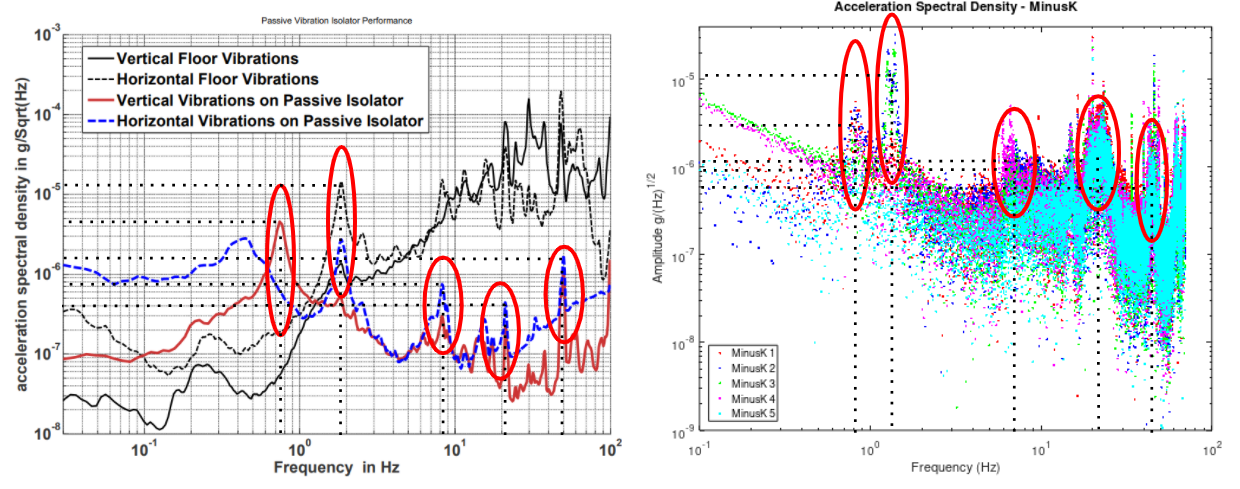 Passive Vibration Isolator Performance
10^-3
10^-4
10^-5
10^-6
10^-7
10^-8
acceleration spectral density in g/Sqrt(Hz)
Vertical Floor Vibrations
Horizontal Floor Vibrations
Vertical Vibrations on Passive Isolator
Horizontal Vibrations on Passive Isolator
10^-1 10^0 10^1 10^2
Frequency in Hz
Acceleration Spectral Density - MinusK
10^-5
10^-6
10^-7
10^-8
10^-9
Amplitude g/(Hz)^1/2
MinusK 1
MinusK 2
MinusK 3
MinusK 4
MinusK 5
10^-1 10^0 10^1 10^2
Frequency (Hz)